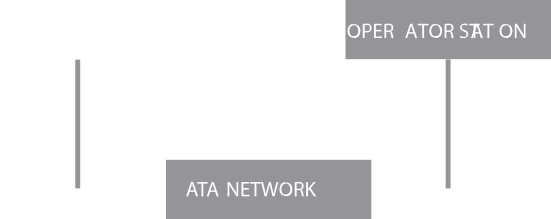 OPER ATOR STAT ON
ATA NETWORK